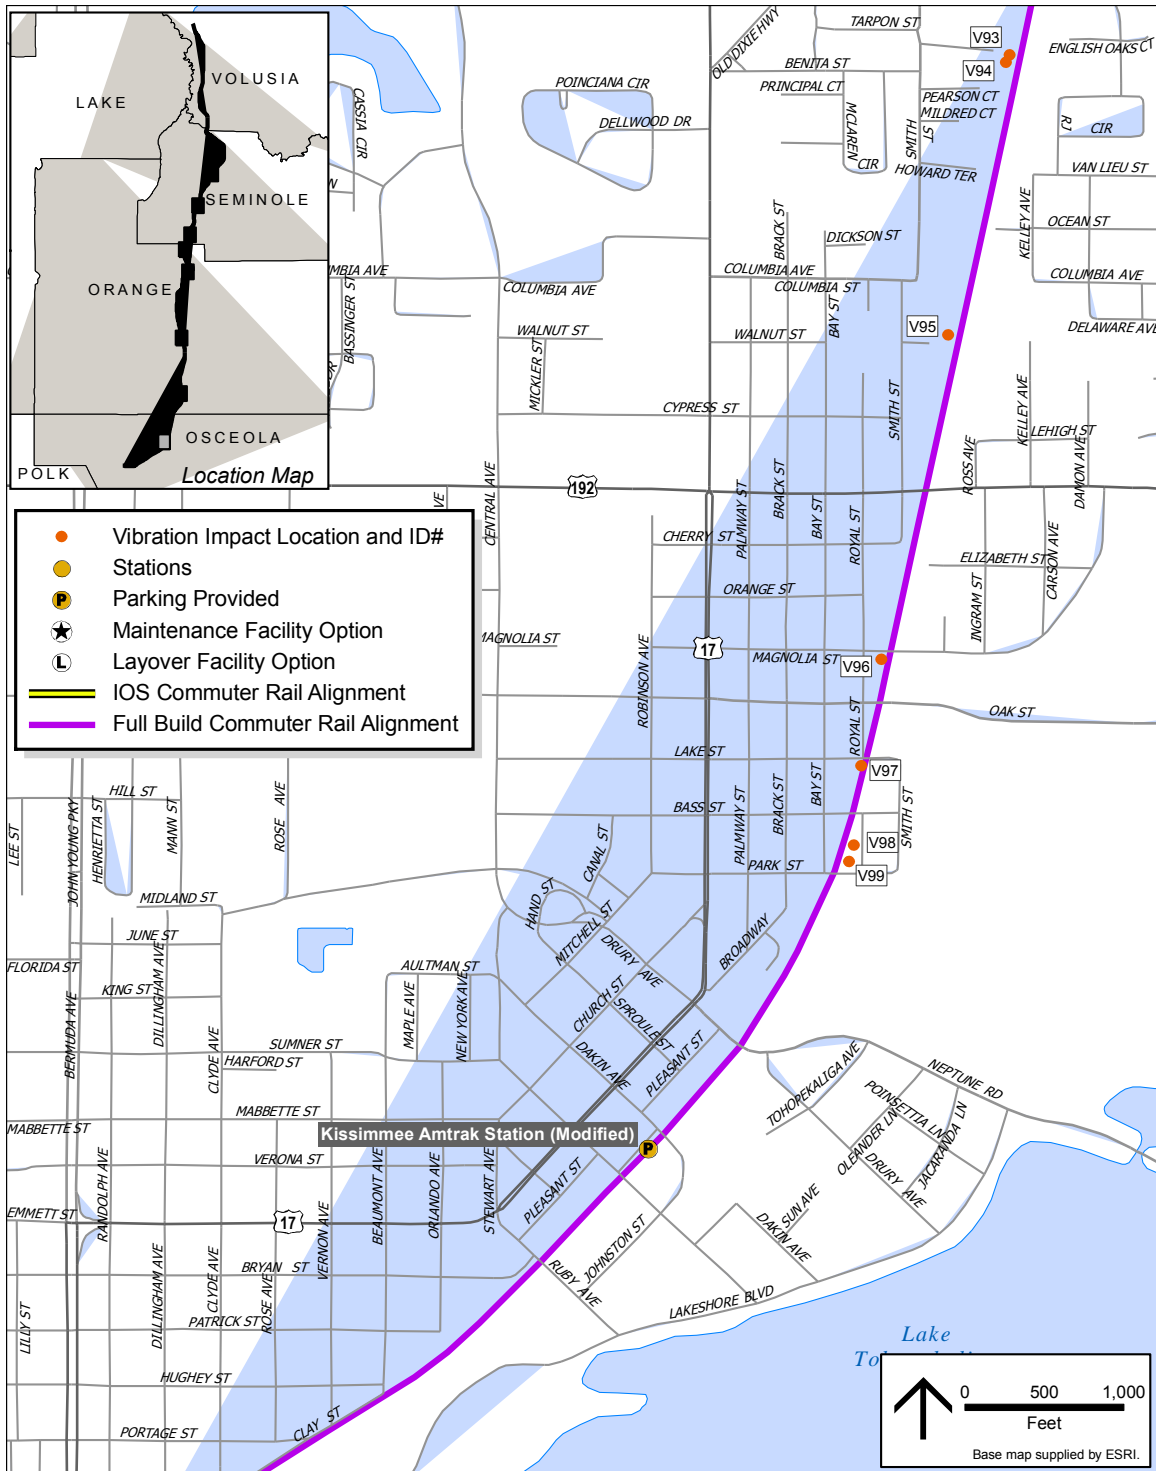 VOLUSIA
LAKE
SEMINOLE
ORANGE
OSCEOLA
POLK
Location Map
Vibration Impact Location and ID#
Stations
P Parking Provided
Maintenance Facility Option
L Layover Facility Option
IOS Commuter Rail Alignment
Full Build Commuter Rail Alignment
TARPON ST
OLD DIXIE HWY
BENITA ST
PRINCIPAL CT
MCLAREN
CIR
PEARSON CT
MILDRED CT
SMITH ST
HOWARD TER
V93
V94
ENGLISH OAKS CT
CIR
VAN LIEU ST
KELLEY AVE
OCEAN ST
COLUMBIA AVE
DELAWARE AVE
POINCIANA CIR
DELLWOOD DR
CASSIA CIR
BASSINGER ST
COLUMBIA AVE
WALNUT ST
MICKLER ST
BRACK ST
DICKSON ST
COLUMBIA AVE
COLUMBIA ST
BAY ST
WALNUT ST
V95
SMITH ST
CYPRESS ST
KELLEY AVE
LEHIGH ST
ROSS AVE
DAMON AVE
192
CENTRAL AVE
PALMWAY ST
BRACK ST
BAY ST
ROYAL ST
CHERRY ST
ELIZABETH ST
CARSON AVE
INGRAM ST
ORANGE ST
MAGNOLIA ST
ROBINSON AVE
17
MAGNOLIA ST
V96
OAK ST
ROYAL ST
LAKE ST
V97
BASS ST
PALMWAY ST
BRACK ST
BAY ST
SMITH ST
V98
V99
PARK ST
HILL ST
LEE ST
JOHN YOUNG PKY
HENRIETTA ST
MANN ST
ROSE AVE
MIDLAND ST
JUNE ST
FLORIDA ST
KING ST
DILLINGHAM AVE
BERMUDA AVE
CLYDE AVE
SUMNER ST
HARFORD ST
MABBETTE ST
MABBETTE ST
VERONA ST
CANAL ST
HAND ST
MITCHELL ST
DRURY AVE
BROADWAY
AULTMAN ST
MAPLE AVE
NEW YORK AVE
CHURCH ST
SPROULE ST
DAKIN AVE
PLEASANT ST
Kissimmee Amtrak Station (Modified)
P
TOHOPEKALIGA AVE
NEPTUNE RD
POINSETTIA LN
OLEANDER LN
JACARANDA LN
DRURY AVE
SUN AVE
DAKIN AVE
EMMETT ST
RANDOLPH AVE
17
VERNON AVE
BEAUMONT AVE
ORLANDO AVE
STEWART AVE
PLEASANT ST
JOHNSTON ST
RUBY AVE
LAKESHORE BLVD
BRYAN ST
DILLINGHAM AVE
CLYDE AVE
ROSE AVE
PATRICK ST
LILLY ST
HUGHEY ST
PORTAGE ST
CLAY ST
Lake
0 500 1,000
Feet
Base map supplied by ESRI.